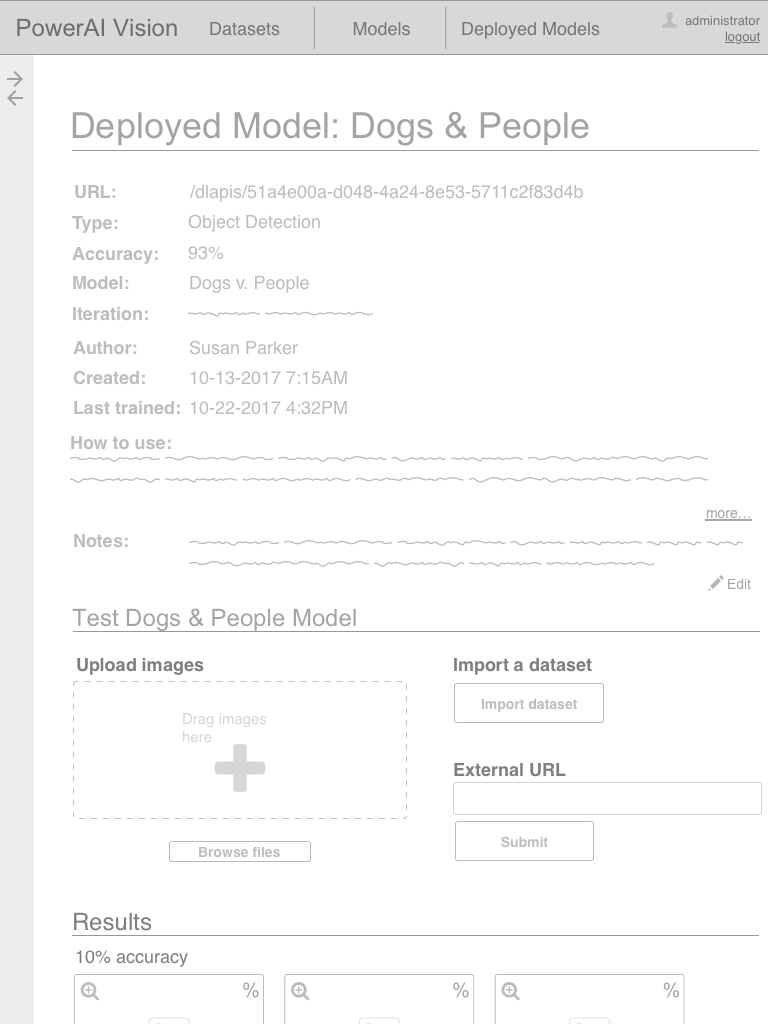 PowerAI Vision Datasets Models Deployed Models administrator
logout
Deployed Model: Dogs & People
URL: /dlapis/51a4e00a-d048-4a24-8e53-5711c2f83d4b
Type: Object Detection
Accuracy: 93%
Model: Dogs v. People
Iteration:
Author: Susan Parker
Created: 10-13-2017 7:15AM
Last trained: 10-22-2017 4:32PM
How to use:
more...
Notes:
Edit
Test Dogs & People Model
Upload images
Drag images
here
Browse files
Import a dataset
Import dataset
External URL
Submit
Results
10% accuracy
% % %